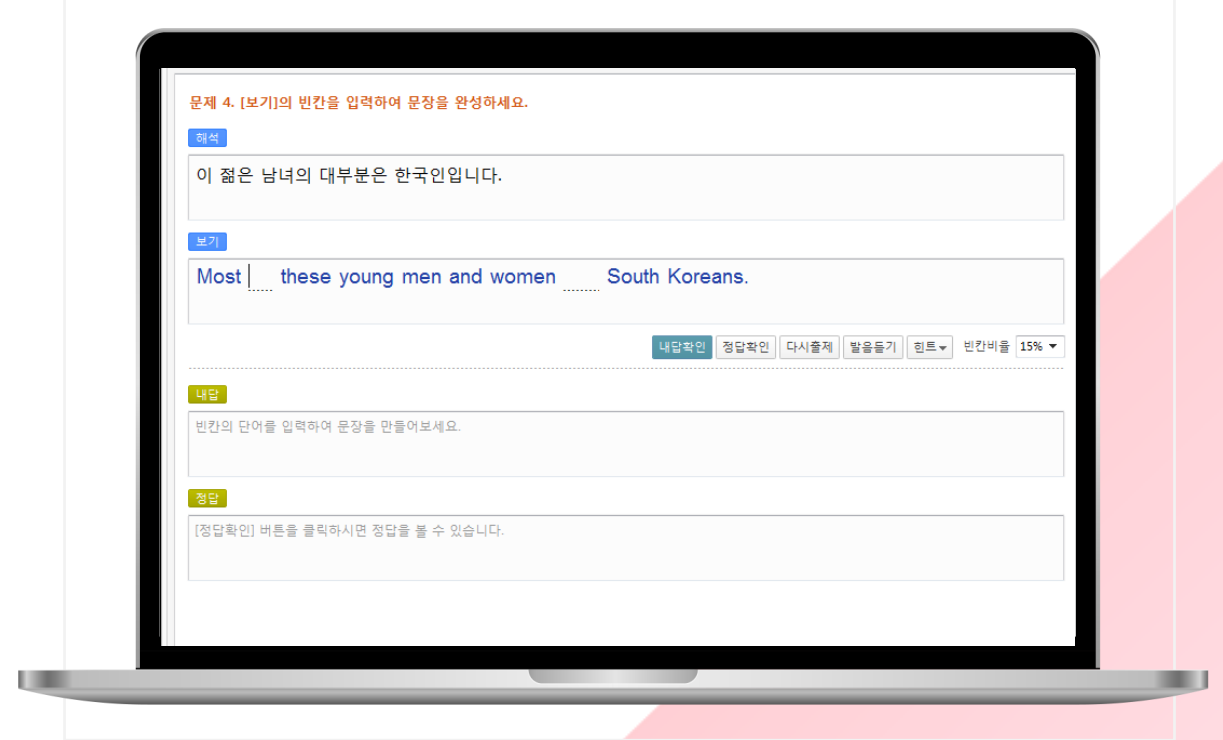 문제 4. [보기]의 빈칸을 입력하여 문장을 완성하세요.
해석
이 젊은 남녀의 대부분은 한국인입니다.
보기
Most these young men and women South Koreans.
내답확인 정답확인 다시출제 발음듣기 힌트 빈칸비율 15%
내답
빈칸의 단어를 입력하여 문장을 만들어보세요.
정답
[정답확인] 버튼을 클릭하시면 정답을 볼 수 있습니다.